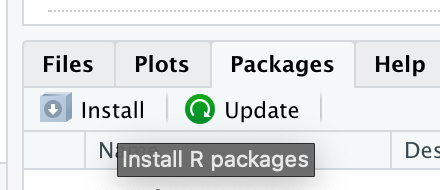 Files Plots Packages Help
Install Update
Install R packages